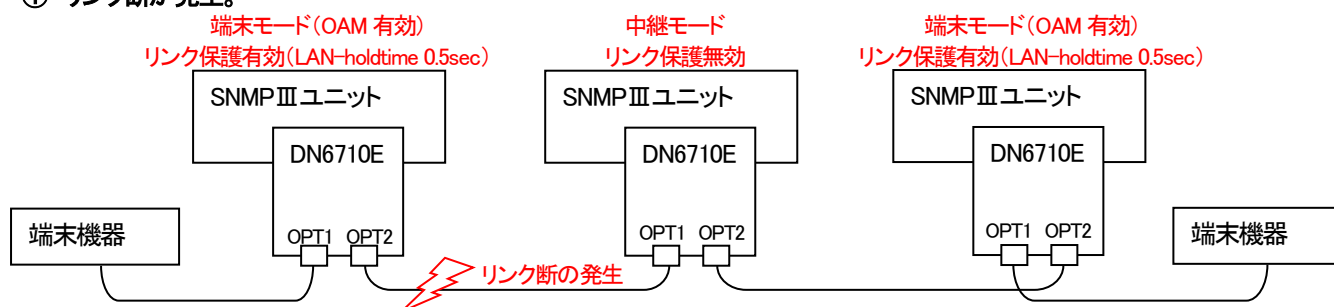 ① リンク断が発生。
端末モード(OAM 有効)
リンク保護有効(LAN-holdtime 0.5sec)
中継モード
リンク保護無効
端末モード(OAM 有効)
リンク保護有効(LAN-holdtime 0.5sec)
SNMPⅢユニット
SNMPⅢユニット
SNMPⅢユニット
DN6710E
DN6710E
DN6710E
端末機器
OPT1 OPT2
OPT1 OPT2
OPT1 OPT2
端末機器
リンク断の発生